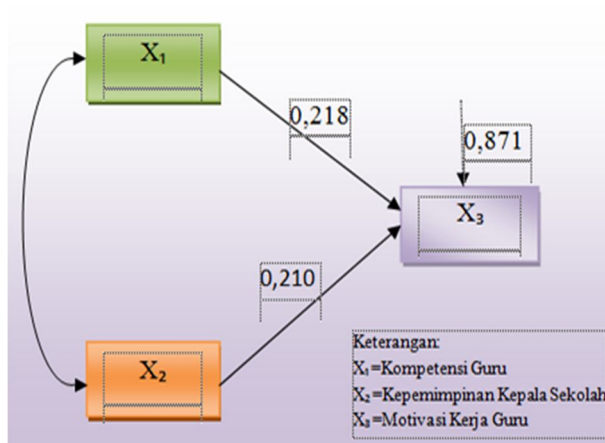 X₁
0,218
0,871
X₃
0,210
X₂
Keterangan:
X₁=Kompetensi Guru
X₂=Kepemimpinan Kepala Sekolah
X₃=Motivasi Kerja Guru